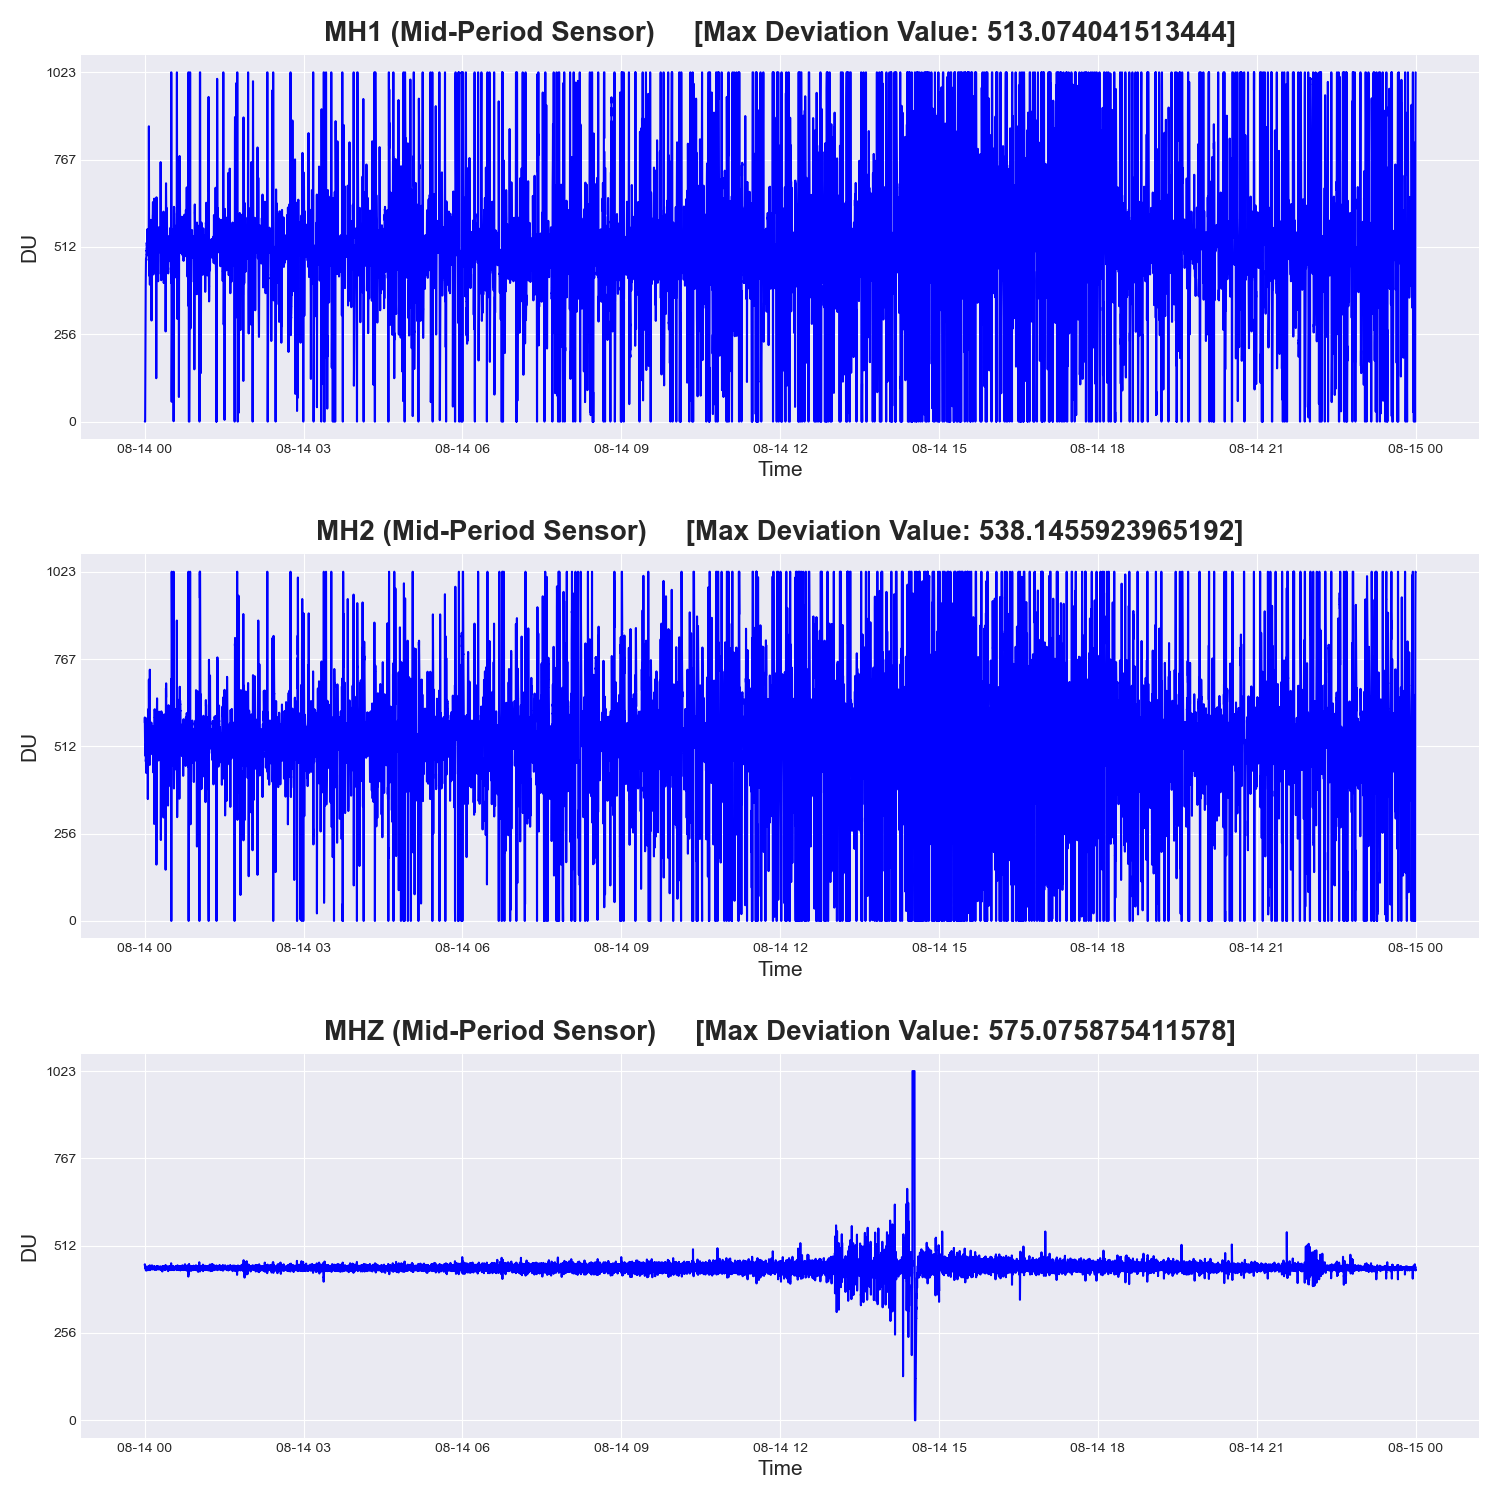 MH1 (Mid-Period Sensor) [Max Deviation Value: 513.074041513444]
1023
767
512
256
0
DU
08-14 00 08-14 03 08-14 06 08-14 09 08-14 12 08-14 15 08-14 18 08-14 21 08-15 00
Time
MH2 (Mid-Period Sensor) [Max Deviation Value: 538.1455923965192]
1023
767
512
256
0
DU
08-14 00 08-14 03 08-14 06 08-14 09 08-14 12 08-14 15 08-14 18 08-14 21 08-15 00
Time
MHZ (Mid-Period Sensor) [Max Deviation Value: 575.075875411578]
1023
767
512
256
0
DU
08-14 00 08-14 03 08-14 06 08-14 09 08-14 12 08-14 15 08-14 18 08-14 21 08-15 00
Time